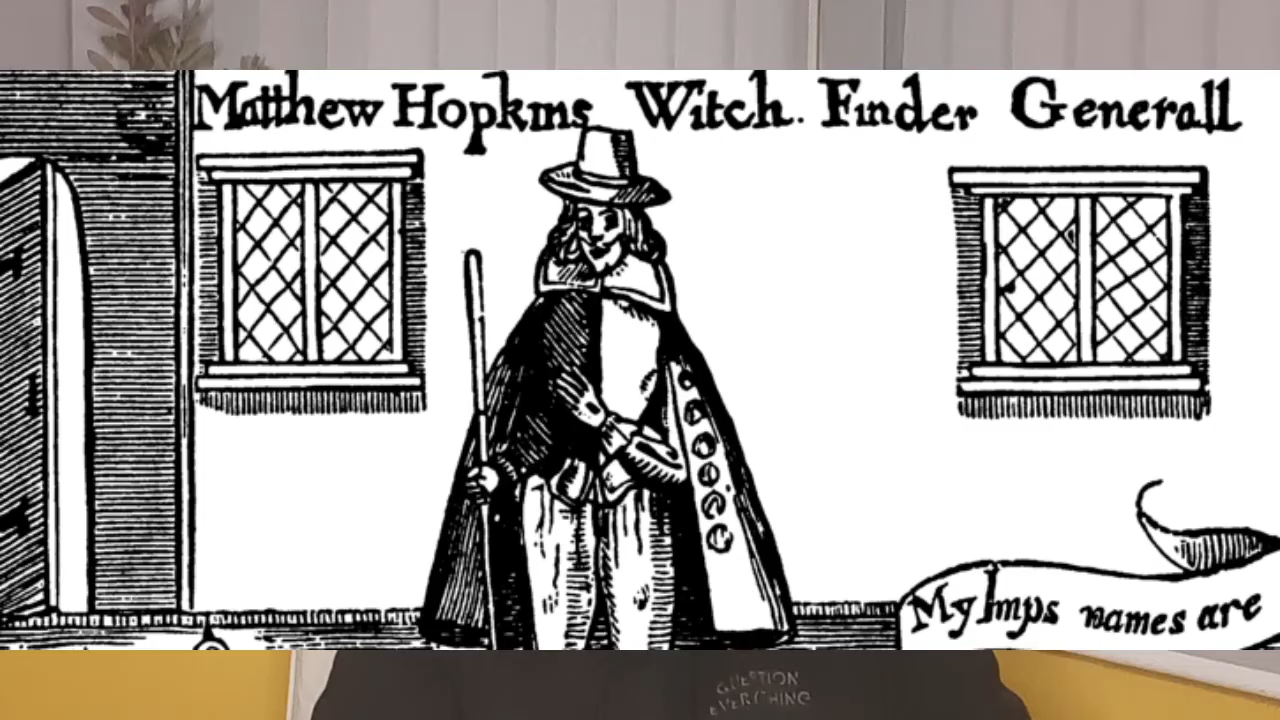 Matthew Hopkins Witch. Finder Generall
My Imps names are
QUESTION
EVERYTHING